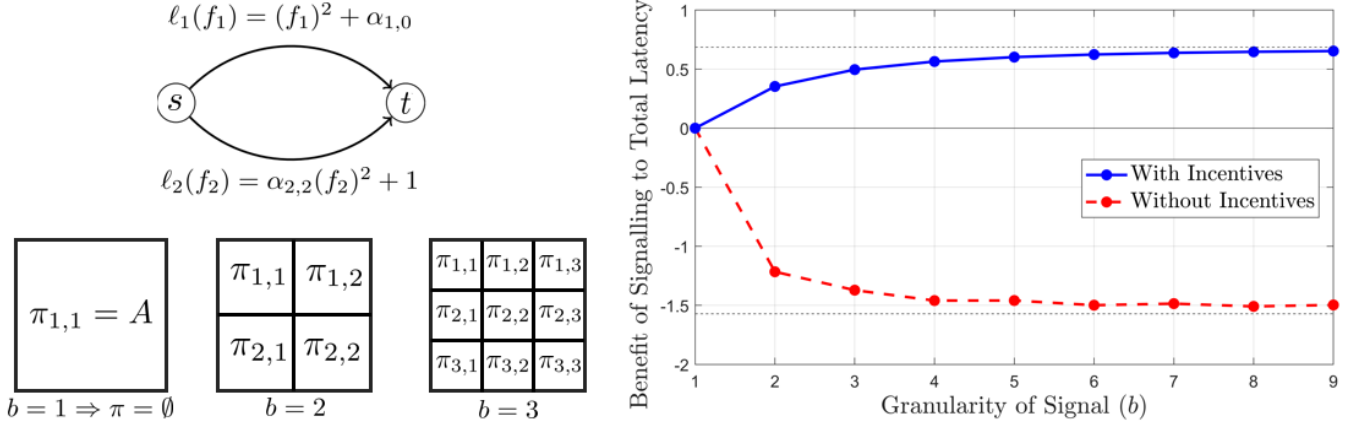 ℓ₁(f₁) = (f₁)² + α₁,₀
s
t
ℓ₂(f₂) = α₂,₂(f₂)² + 1
π₁,₁ = A
b = 1 ⇒ π = ∅
π₁,₁ π₁,₂
π₂,₁ π₂,₂
b = 2
π₁,₁ π₁,₂ π₁,₃
π₂,₁ π₂,₂ π₂,₃
π₃,₁ π₃,₂ π₃,₃
b = 3
Benefit of Signalling to Total Latency
1
0.5
0
-0.5
-1
-1.5
-2
With Incentives
Without Incentives
1 2 3 4 5 6 7 8 9
Granularity of Signal (b)